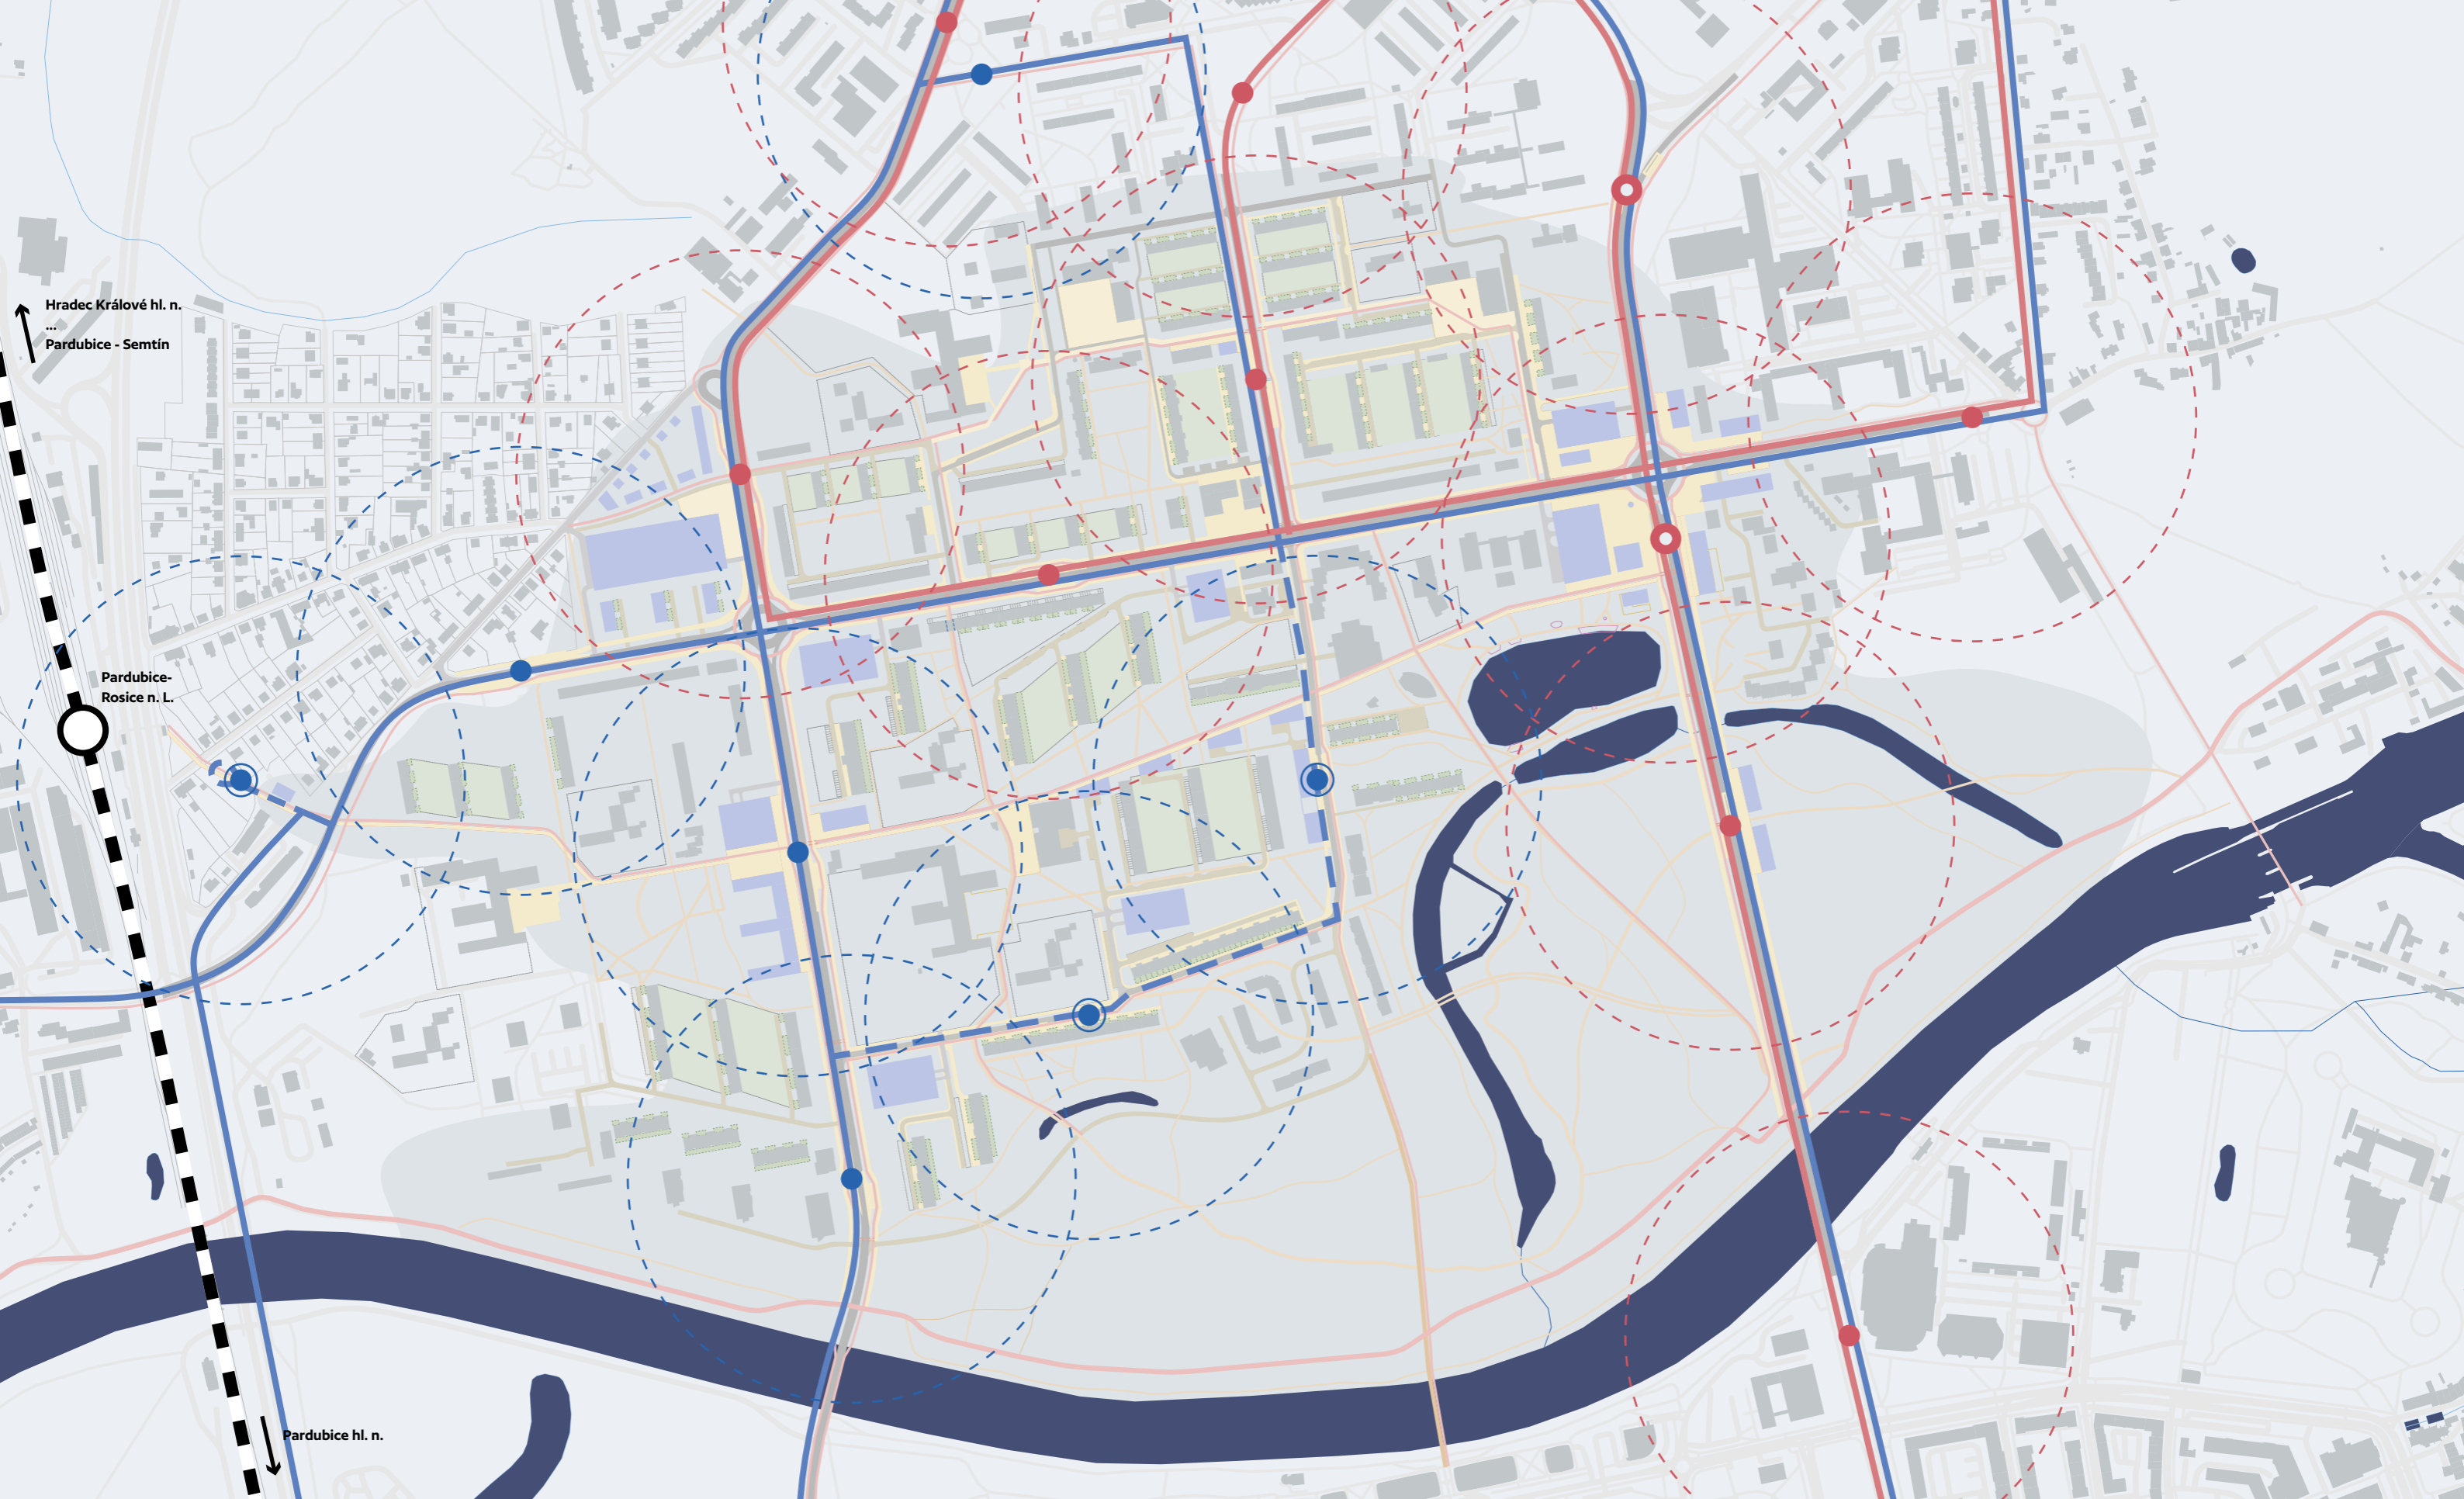 Hradec Králové hl. n.
...
Pardubice - Semtín
Pardubice-
Rosice n. L.
Pardubice hl. n.